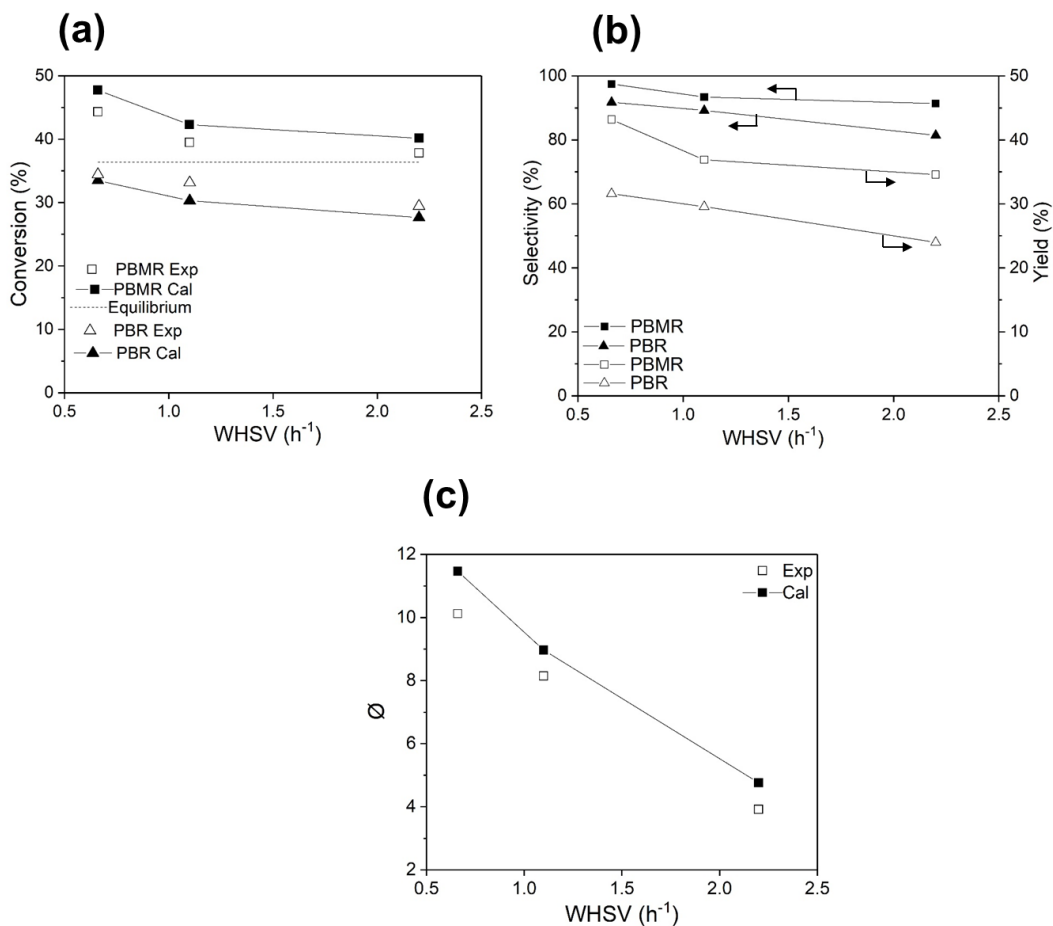 (a)
50
40
30
20
10
0
Conversion (%)
PBMR Exp
PBMR Cal
Equilibrium
PBR Exp
PBR Cal
0.5 1.0 1.5 2.0 2.5
WHSV (h⁻¹)
(b)
100
80
60
40
20
0
Selectivity (%)
PBMR
PBR
PBMR
PBR
50
40
30
20
10
0
Yield (%)
0.5 1.0 1.5 2.0 2.5
WHSV (h⁻¹)
(c)
12
10
8
6
4
2
Ø
Exp
Cal
0.5 1.0 1.5 2.0 2.5
WHSV (h⁻¹)